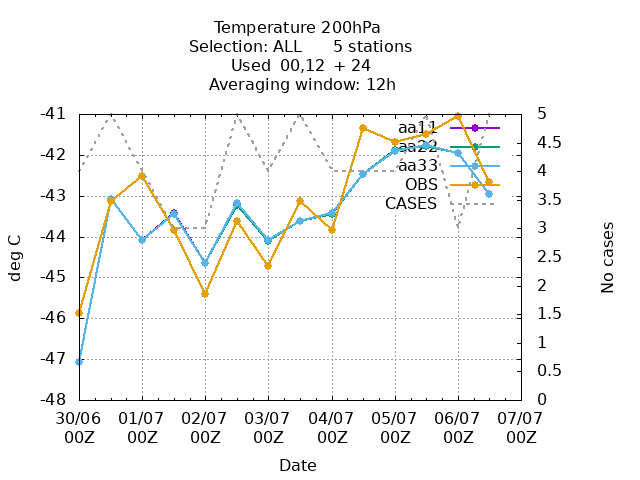 Temperature 200hPa
Selection: ALL 5 stations
Used 00,12 + 24
Averaging window: 12h
-41
-42
-43
-44
-45
-46
-47
-48
deg C
5
4.5
4
3.5
3
2.5
2
1.5
1
0.5
0
No cases
aa11
aa22
aa33
OBS
CASES
30/06 01/07 02/07 03/07 04/07 05/07 06/07 07/07
00Z 00Z 00Z 00Z 00Z 00Z 00Z 00Z
Date